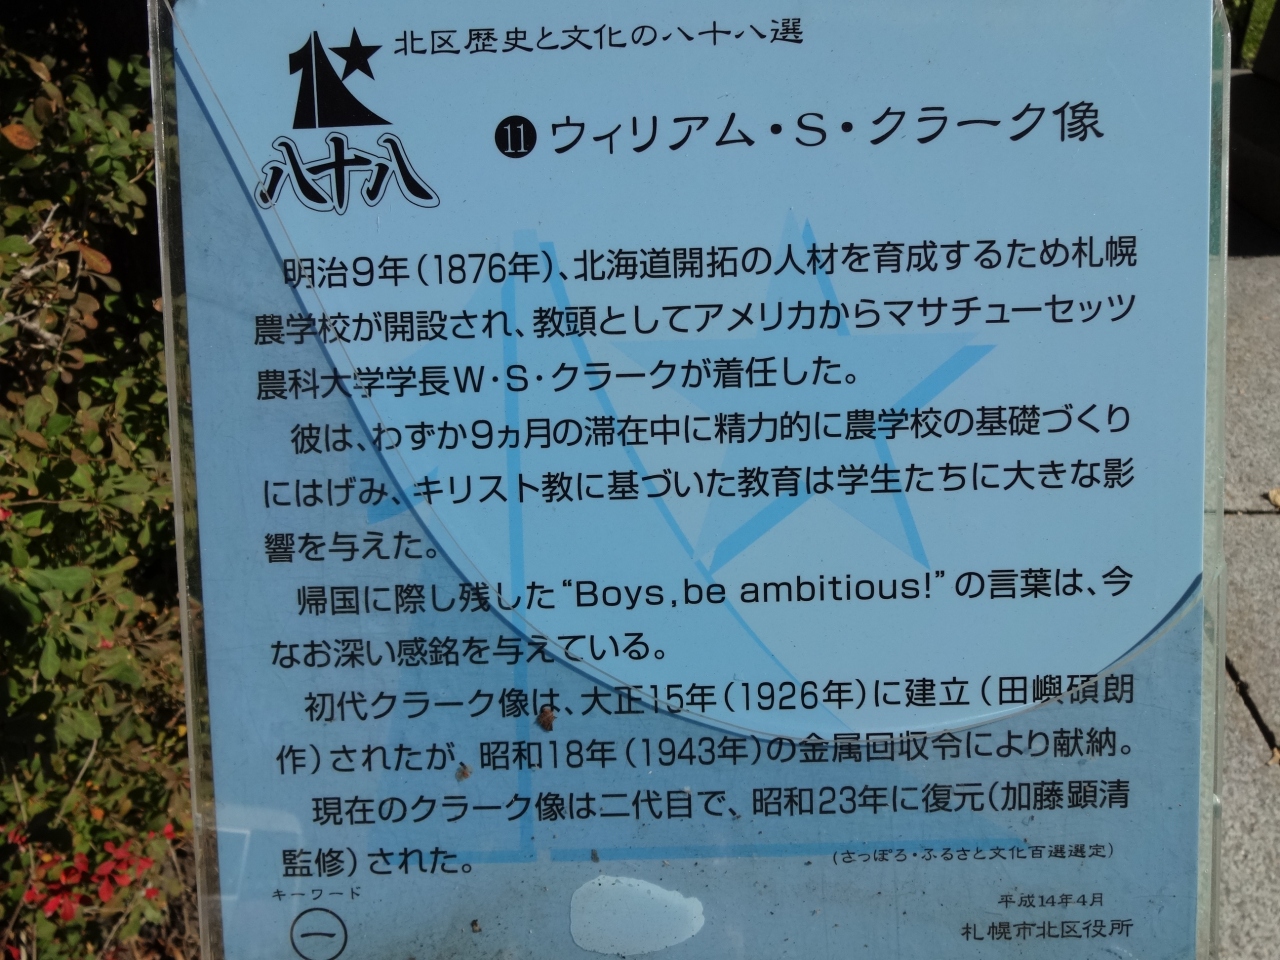 北区歴史と文化の八十八選
八十八
⓫ウィリアム・S・クラーク像
明治9年(1876年)、北海道開拓の人材を育成するため札幌
農学校が開設され、教頭としてアメリカからマサチューセッツ
農科大学学長W・S・クラークが着任した。
彼は、わずか9ヵ月の滞在中に精力的に農学校の基礎づくり
にはげみ、キリスト教に基づいた教育は学生たちに大きな影
響を与えた。
帰国に際し残した“Boys,be ambitious!”の言葉は、今
なお深い感銘を与えている。
初代クラーク像は、大正15年(1926年)に建立(田嶼碩朗
作)されたが、昭和18年(1943年)の金属回収令により献納。
現在のクラーク像は二代目で、昭和23年に復元(加藤顕清
監修)された。
(さっぽろ・ふるさと文化百選選定)
キーワード
一
平成14年4月
札幌市北区役所